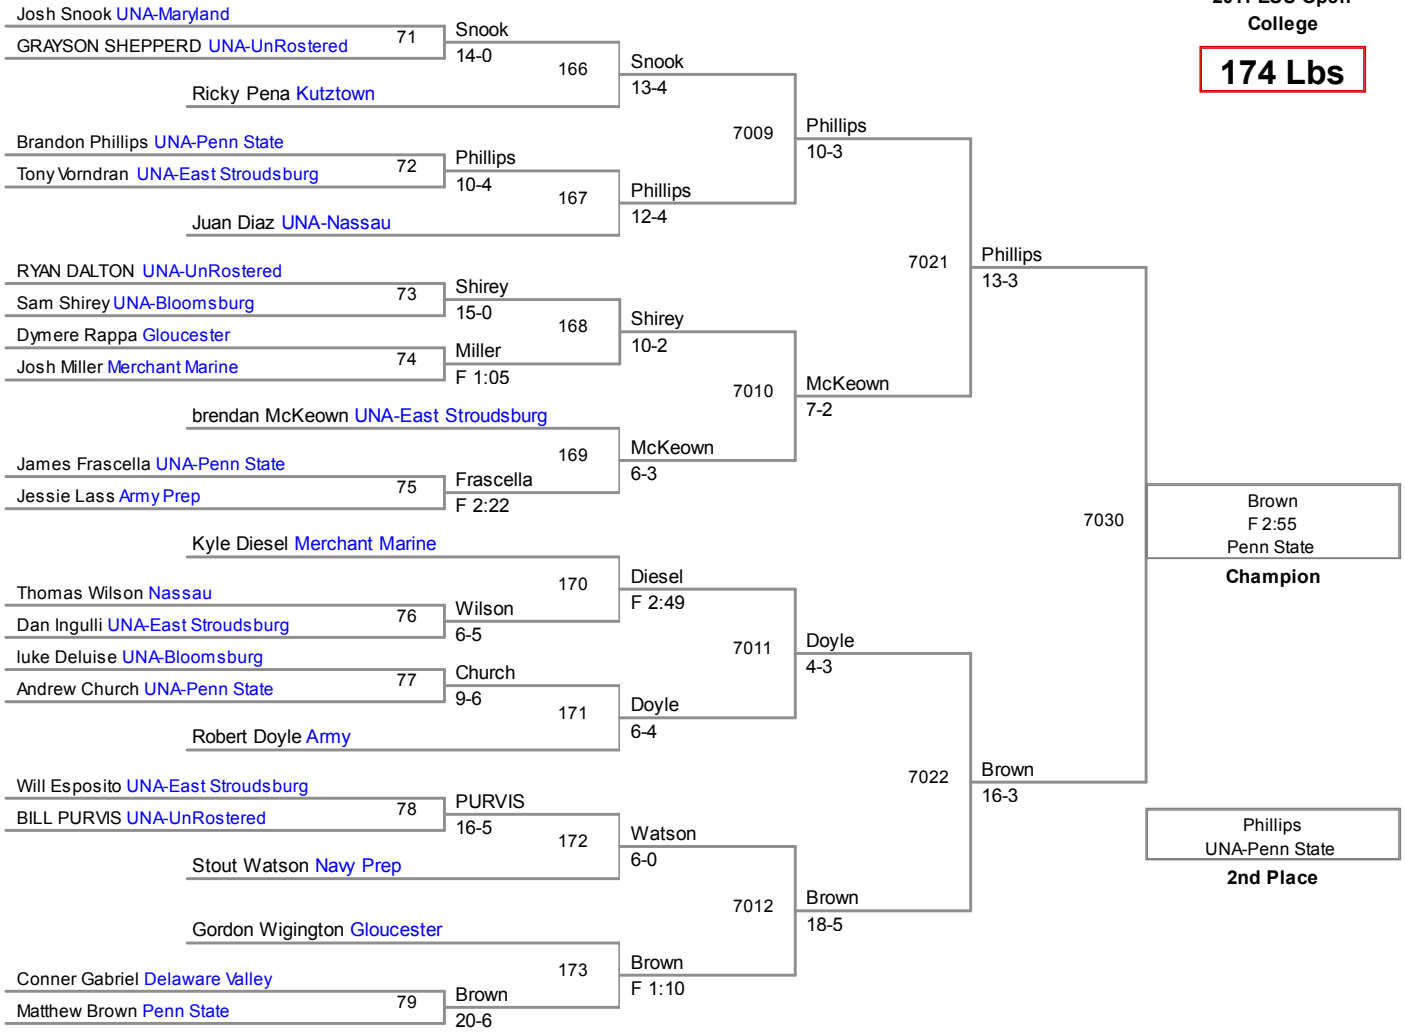 College
174 Lbs
Josh Snook UNA-Maryland
GRAYSON SHEPPERD UNA-UnRostered
71
Snook
14-0
Ricky Pena Kutztown
166
Snook
13-4
Brandon Phillips UNA-Penn State
Tony Vorndran UNA-East Stroudsburg
72
Phillips
10-4
Juan Diaz UNA-Nassau
167
Phillips
12-4
7009
Phillips
10-3
RYAN DALTON UNA-UnRostered
Sam Shirey UNA-Bloomsburg
73
Shirey
15-0
Dymere Rappa Gloucester
Josh Miller Merchant Marine
74
Miller
F 1:05
168
Shirey
10-2
brendan McKeown UNA-East Stroudsburg
James Frascella UNA-Penn State
Jessie Lass Army Prep
75
Frascella
F 2:22
169
McKeown
6-3
7010
McKeown
7-2
7021
Phillips
13-3
Kyle Diesel Merchant Marine
Thomas Wilson Nassau
Dan Ingulli UNA-East Stroudsburg
76
Wilson
6-5
170
Diesel
F 2:49
luke Deluise UNA-Bloomsburg
Andrew Church UNA-Penn State
77
Church
9-6
Robert Doyle Army
171
Doyle
6-4
7011
Doyle
4-3
Will Esposito UNA-East Stroudsburg
BILL PURVIS UNA-UnRostered
78
PURVIS
16-5
Stout Watson Navy Prep
172
Watson
6-0
Gordon Wigington Gloucester
Conner Gabriel Delaware Valley
Matthew Brown Penn State
79
Brown
20-6
173
Brown
F 1:10
7012
Brown
18-5
7022
Brown
16-3
7030
Brown
F 2:55
Penn State
Champion
Phillips
UNA-Penn State
2nd Place